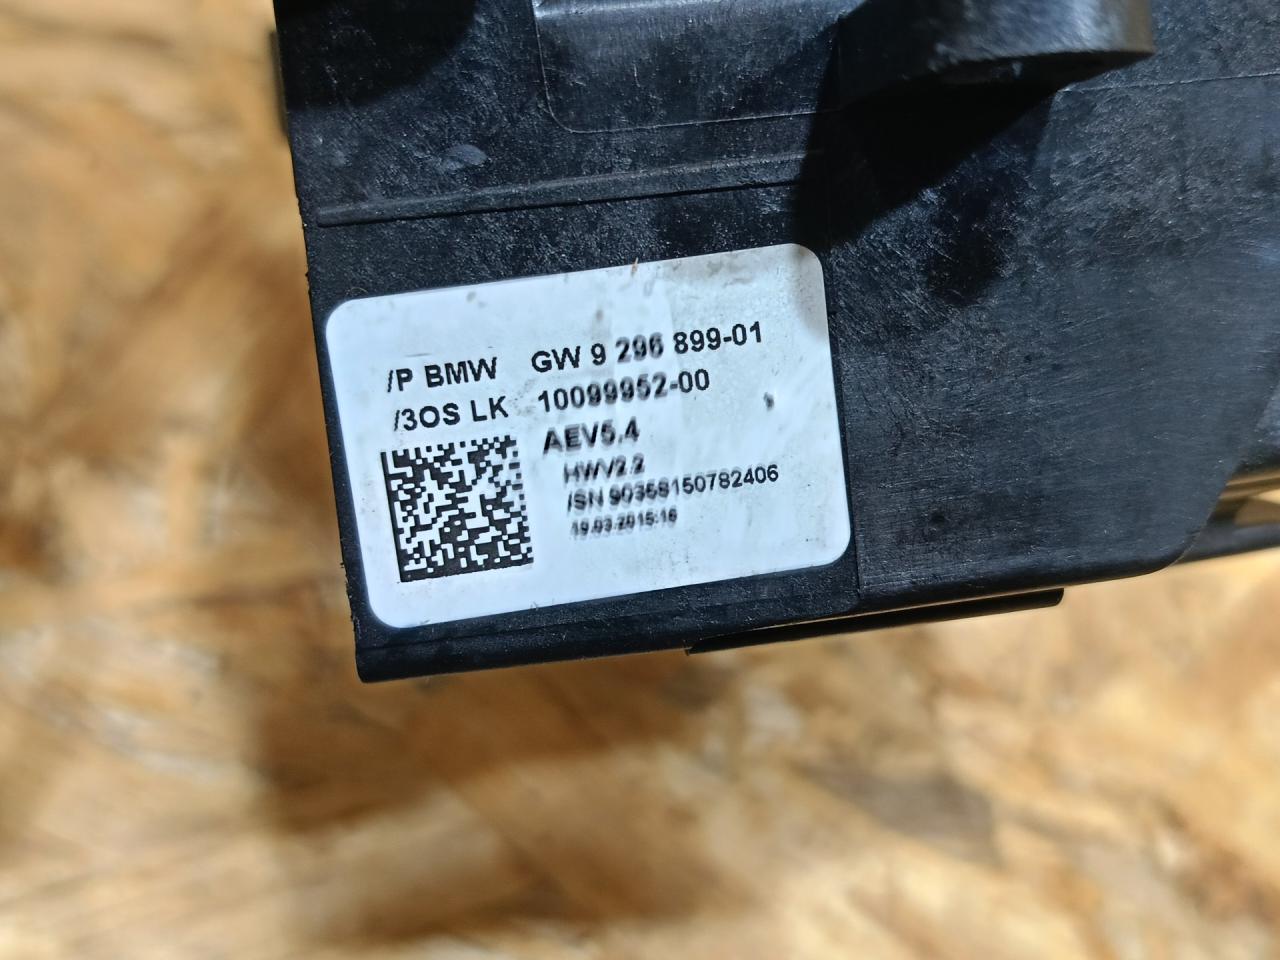 /P BMW GW 9 296 899-01
/3OS LK 10099952-00
AEV5.4
HWV2.2
/SN 90358150782406
19.03.2015:16